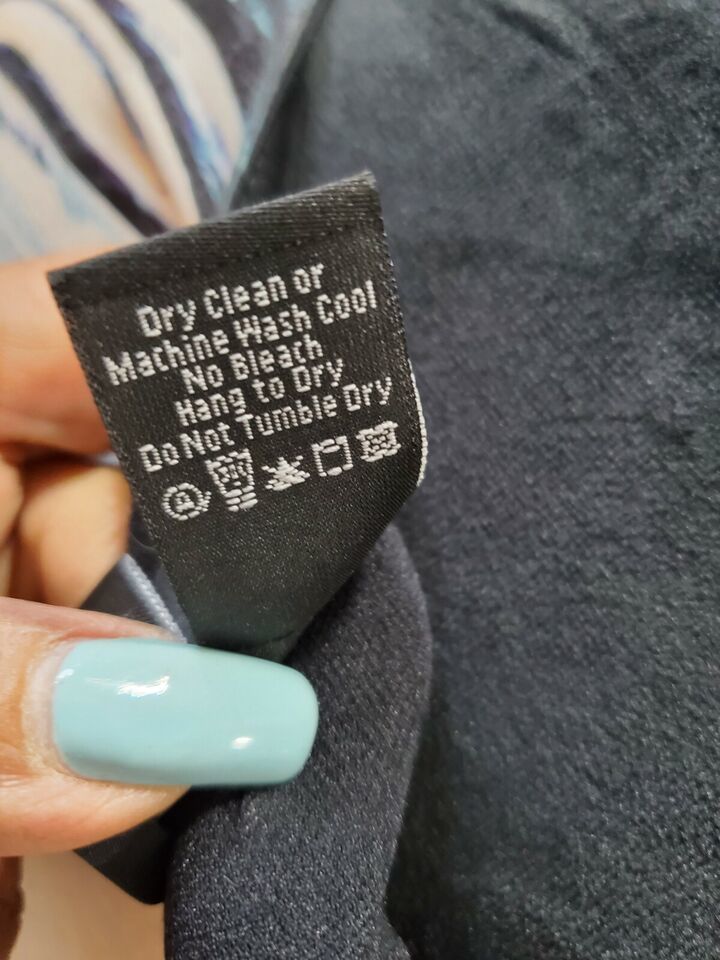 Dry Clean or
Machine Wash Cool
No Bleach
Hang to Dry
Do Not Tumble Dry